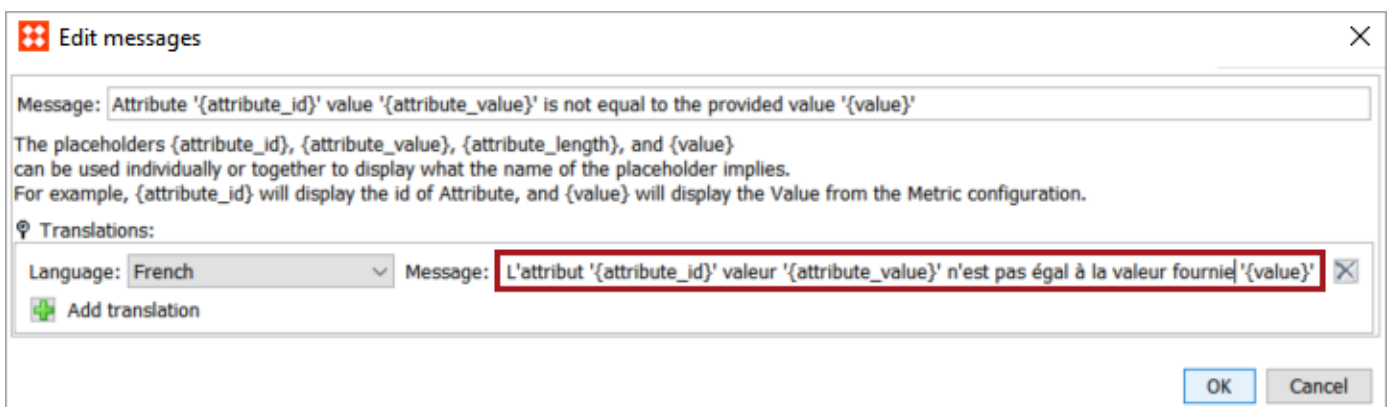 Edit messages
Message: Attribute '{attribute_id}' value '{attribute_value}' is not equal to the provided value '{value}'
The placeholders {attribute_id}, {attribute_value}, {attribute_length}, and {value}
can be used individually or together to display what the name of the placeholder implies.
For example, {attribute_id} will display the id of Attribute, and {value} will display the Value from the Metric configuration.
Translations:
Language: French Message: L'attribut '{attribute_id}' valeur '{attribute_value}' n'est pas égal à la valeur fournie '{value}'
Add translation
OK Cancel